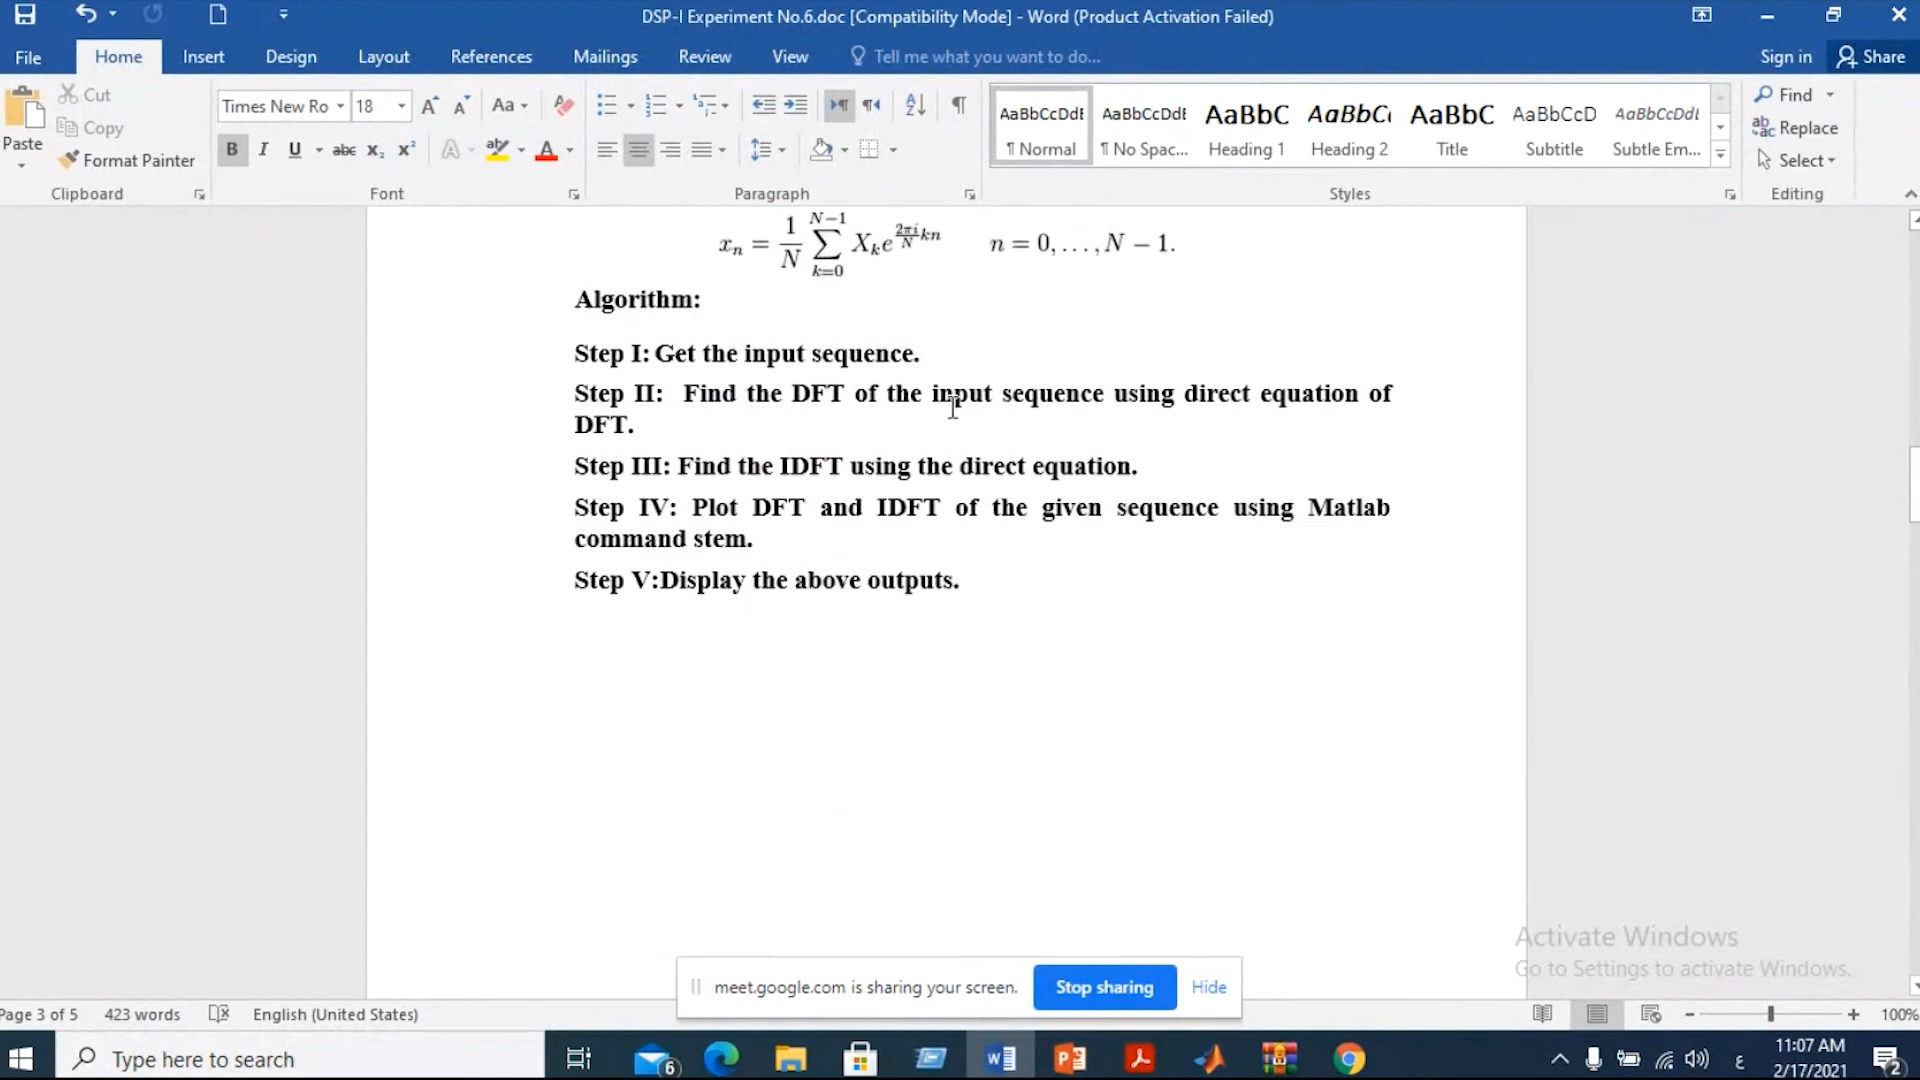 DSP-I Experiment No.6.doc [Compatibility Mode] - Word (Product Activation Failed)
File Home Insert Design Layout References Mailings Review View Tell me what you want to do... Sign in Share
Paste
Cut
Copy
Format Painter
Clipboard
Times New Ro 18
Font
Paragraph
AaBbCcDdE AaBbCcDdE AaBbC AaBbCc AaBbC AaBbCcD AaBbCcDdE
¶ Normal ¶ No Spac... Heading 1 Heading 2 Title Subtitle Subtle Em...
Styles
Find
Replace
Select
Editing
xₙ = 1/N ∑_{k=0}^{N−1} Xₖe^{2πi/N kn} n = 0, . . . , N − 1.
Algorithm:
Step I: Get the input sequence.
Step II: Find the DFT of the input sequence using direct equation of
DFT.
Step III: Find the IDFT using the direct equation.
Step IV: Plot DFT and IDFT of the given sequence using Matlab
command stem.
Step V:Display the above outputs.
Activate Windows
Go to Settings to activate Windows.
meet.google.com is sharing your screen. Stop sharing Hide
Page 3 of 5 423 words English (United States) 100%
Type here to search
6
ع
11:07 AM
2/17/2021
2